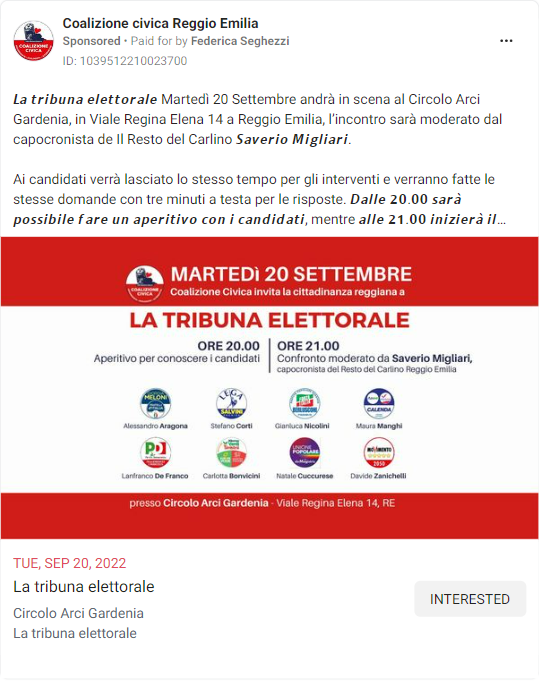 Coalizione civica Reggio Emilia
Sponsored • Paid for by Federica Seghezzi
ID: 1039512210023700
La tribuna elettorale Martedì 20 Settembre andrà in scena al Circolo Arci
Gardenia, in Viale Regina Elena 14 a Reggio Emilia, l’incontro sarà moderato dal
capocronista de Il Resto del Carlino Saverio Migliari.
Ai candidati verrà lasciato lo stesso tempo per gli interventi e verranno fatte le
stesse domande con tre minuti a testa per le risposte. Dalle 20.00 sarà
possibile fare un aperitivo con i candidati, mentre alle 21.00 inizierà il...
COALIZIONE
CIVICA
MARTEDÌ 20 SETTEMBRE
Coalizione Civica invita la cittadinanza reggiana a
LA TRIBUNA ELETTORALE
ORE 20.00
Aperitivo per conoscere i candidati
ORE 21.00
Confronto moderato da Saverio Migliari,
capocronista del Resto del Carlino Reggio Emilia
MELONI
Alessandro Aragona
LEGA
SALVINI
Stefano Corti
Gianluca Nicolini
CALENDA
Maura Manghi
PD
Lanfranco De Franco
Carlotta Bonvicini
UNIONE
POPOLARE
Natale Cuccurese
MOVIMENTO
2050
Davide Zanichelli
presso Circolo Arci Gardenia - Viale Regina Elena 14, RE
TUE, SEP 20, 2022
La tribuna elettorale
Circolo Arci Gardenia
La tribuna elettorale
INTERESTED